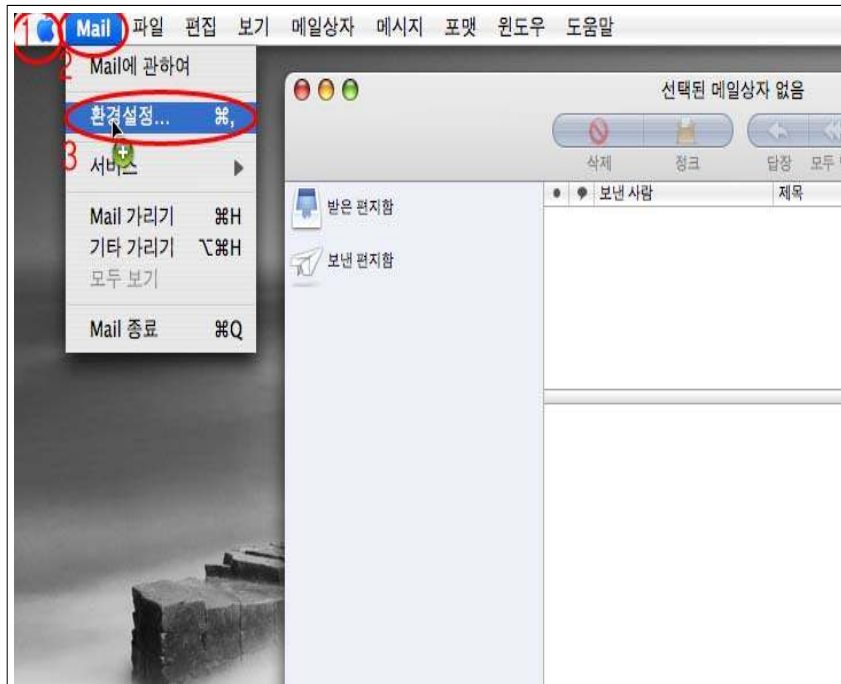 1 Mail 파일 편집 보기 메일상자 메시지 포맷 윈도우 도움말
2 Mail에 관하여
환경설정... ⌘,
3 서비스
Mail 가리기 ⌘H
기타 가리기 ⌥⌘H
모두 보기
Mail 종료 ⌘Q
선택된 메일상자 없음
삭제 정크 답장 모두
받은 편지함
보낸 편지함
보낸 사람 제목